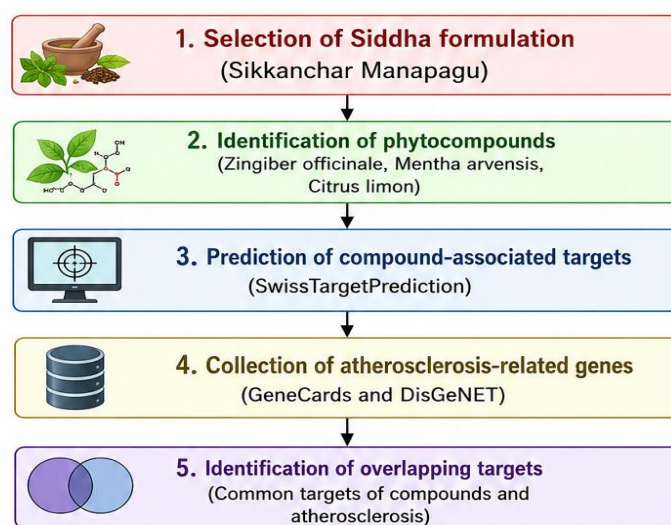 1. Selection of Siddha formulation
(Sikkanchar Manapagu)
2. Identification of phytocompounds
(Zingiber officinale, Mentha arvensis,
Citrus limon)
3. Prediction of compound-associated targets
(SwissTargetPrediction)
4. Collection of atherosclerosis-related genes
(GeneCards and DisGeNET)
5. Identification of overlapping targets
(Common targets of compounds and
atherosclerosis)